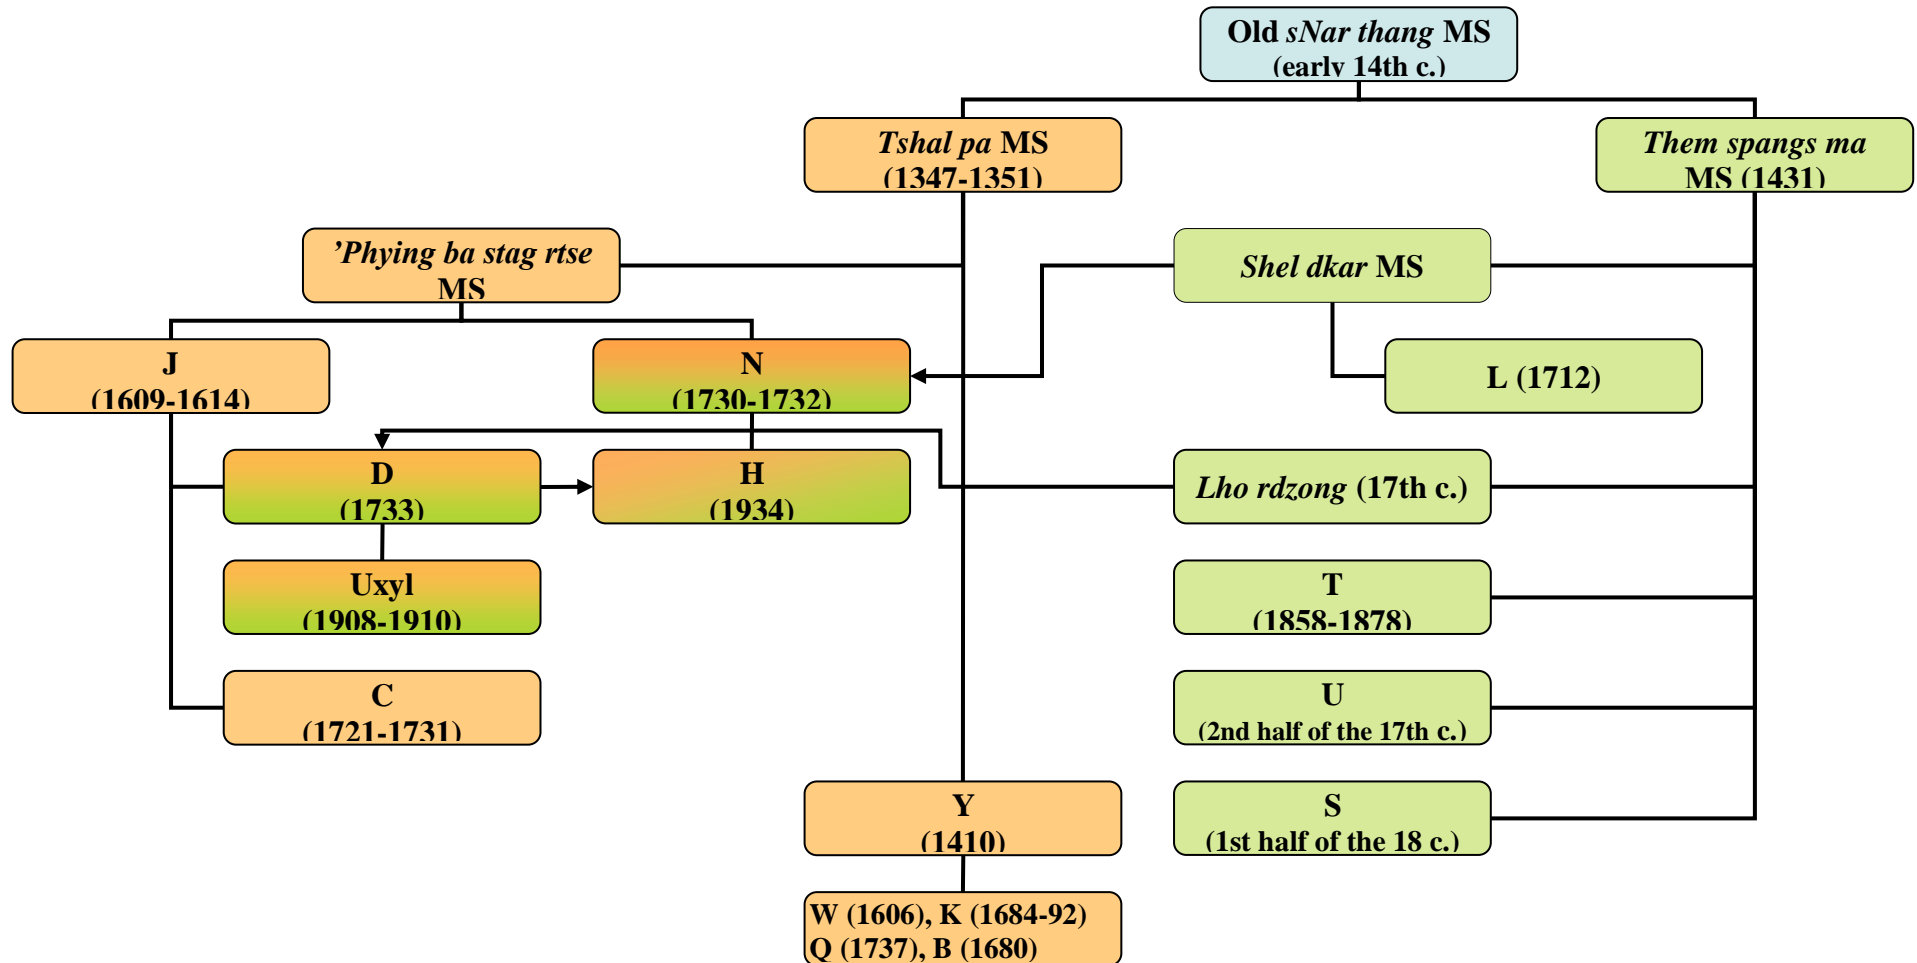 Old sNar thang MS
(early 14th c.)
Tshal pa MS
(1347-1351)
Them spangs ma
MS (1431)
’Phying ba stag rtse
MS
Shel dkar MS
J
(1609-1614)
N
(1730-1732)
L (1712)
D
(1733)
H
(1934)
Lho rdzong (17th c.)
Uxyl
(1908-1910)
T
(1858-1878)
C
(1721-1731)
U
(2nd half of the 17th c.)
Y
(1410)
S
(1st half of the 18 c.)
W (1606), K (1684-92)
Q (1737), B (1680)